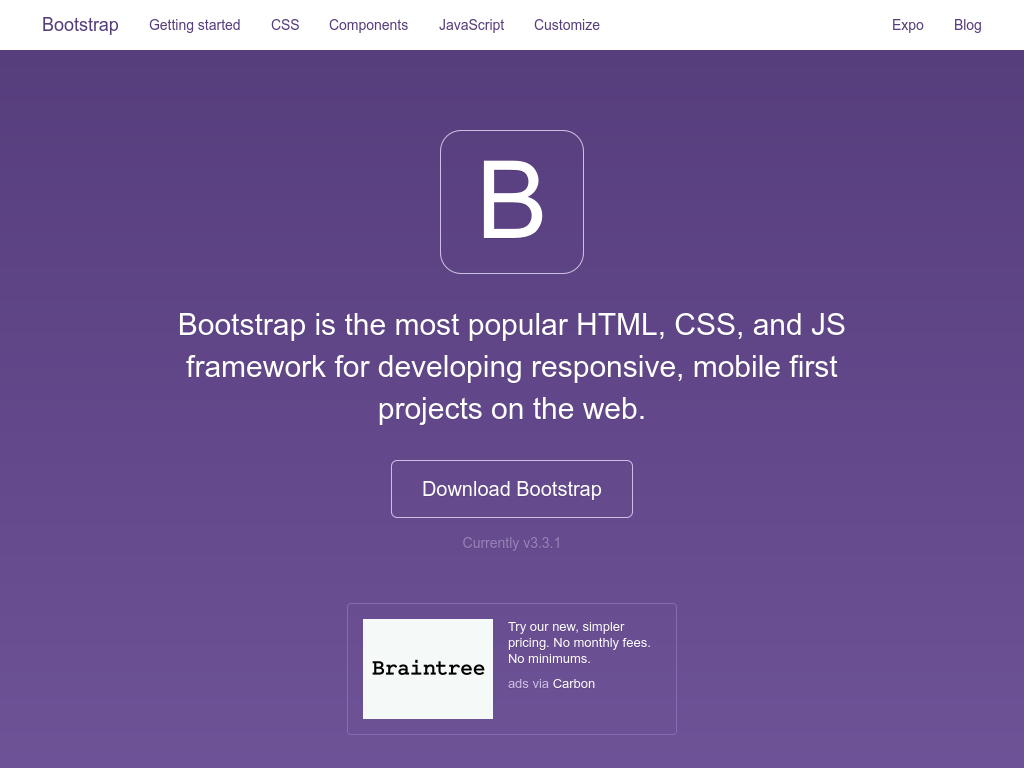 Bootstrap Getting started CSS Components JavaScript Customize Expo Blog
B
Bootstrap is the most popular HTML, CSS, and JS
framework for developing responsive, mobile first
projects on the web.
Download Bootstrap
Currently v3.3.1
Braintree
Try our new, simpler
pricing. No monthly fees.
No minimums.
ads via Carbon